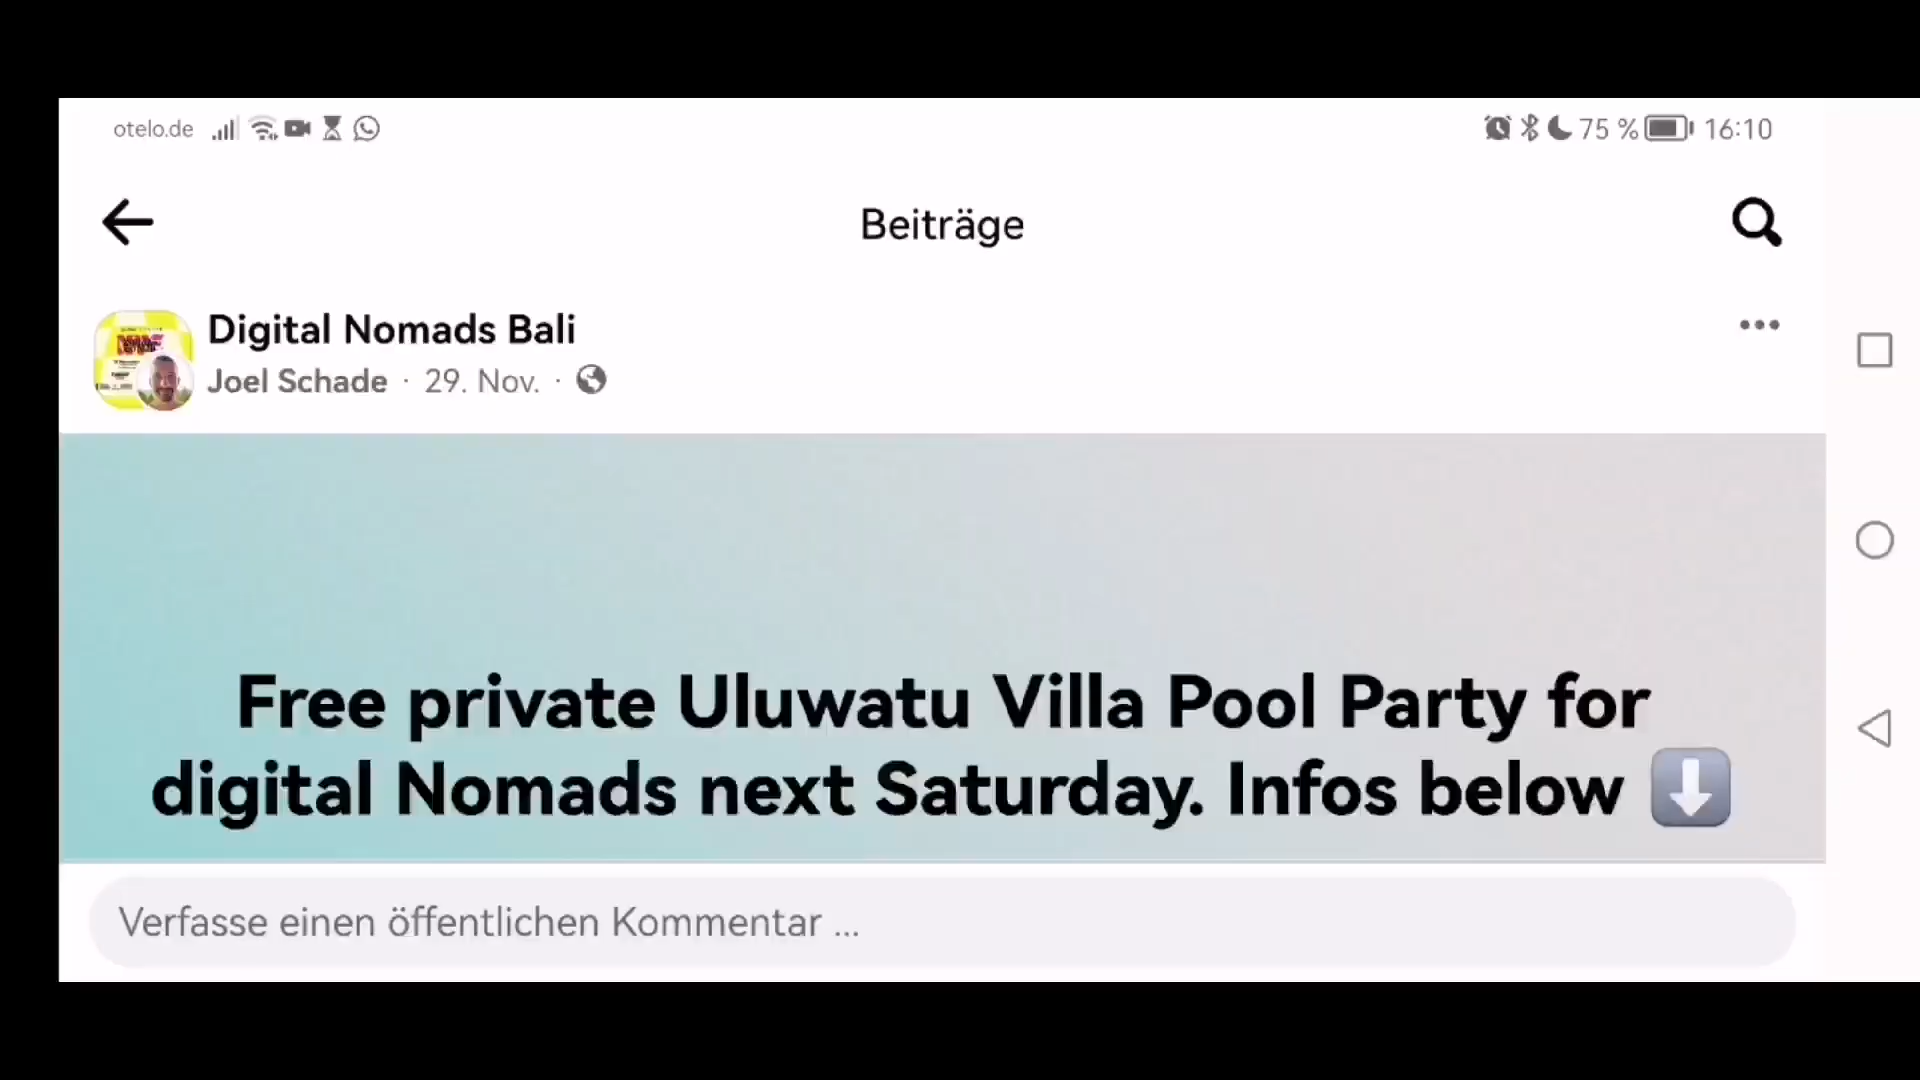 otelo.de 75 % 16:10
Beiträge
Digital Nomads Bali
Joel Schade · 29. Nov. ·
Free private Uluwatu Villa Pool Party for
digital Nomads next Saturday. Infos below ⬇️
Verfasse einen öffentlichen Kommentar ...